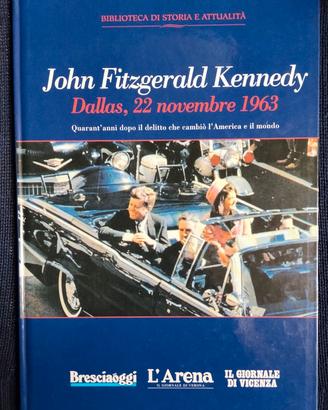 BIBLIOTECA DI STORIA E ATTUALITÀ
John Fitzgerald Kennedy
Dallas, 22 novembre 1963
Quarant'anni dopo il delitto che cambiò l'America e il mondo
Bresciaoggi
L'Arena
IL GIORNALE DI VERONA
IL GIORNALE
DI VICENZA